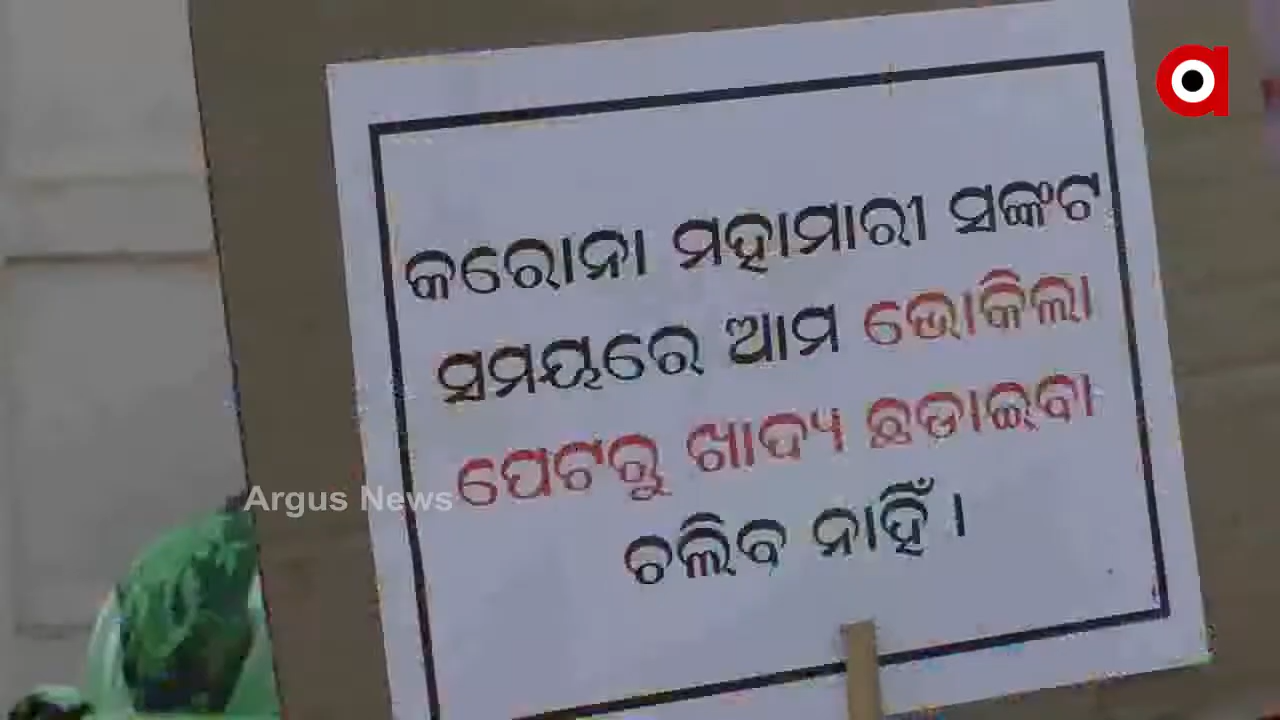 କରୋନା ମହାମାରୀ ସଙ୍କଟ
ସମୟରେ ଆମ ଭୋକିଲା
ପେଟରୁ ଖାଦ୍ୟ ଛଡାଇବା
ଚଲିବ ନାହିଁ ।
Argus News